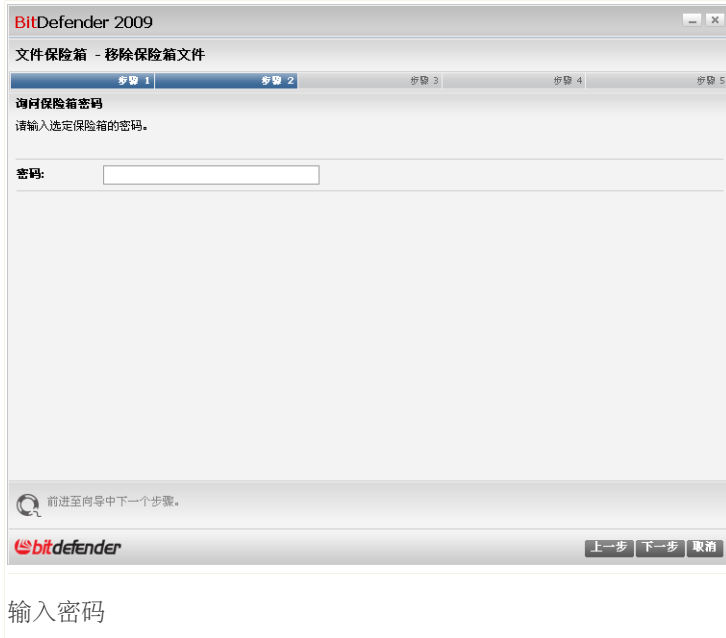 BitDefender 2009
文件保险箱 - 移除保险箱文件
步骤 1 步骤 2 步骤 3 步骤 4 步骤 5
询问保险箱密码
请输入选定保险箱的密码。
密码:
前进至向导中下一个步骤。
bitdefender 上一步 下一步 取消
输入密码